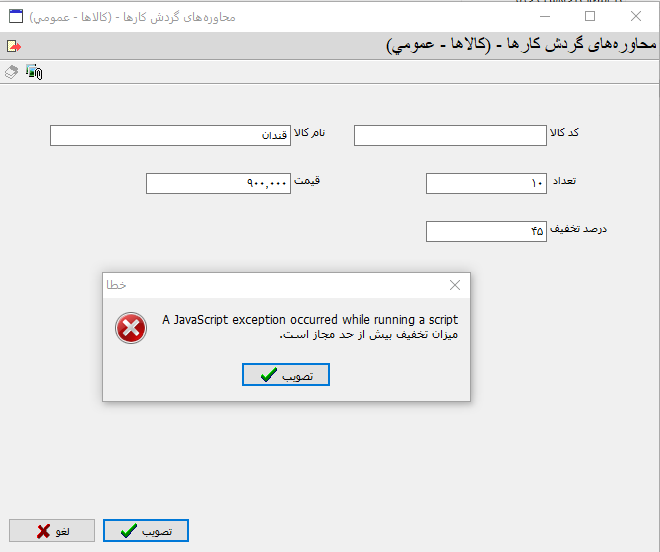 محاوره‌های گردش کارها - (کالاها - عمومي)
محاوره‌های گردش کارها - (کالاها - عمومي)
کد کالا
نام کالا قندان
تعداد ۱۰
قیمت ۹۰۰,۰۰۰
درصد تخفیف ۴۵
خطا
A JavaScript exception occurred while running a script
میزان تخفیف بیش از حد مجاز است.
تصویب
تصویب
لغو